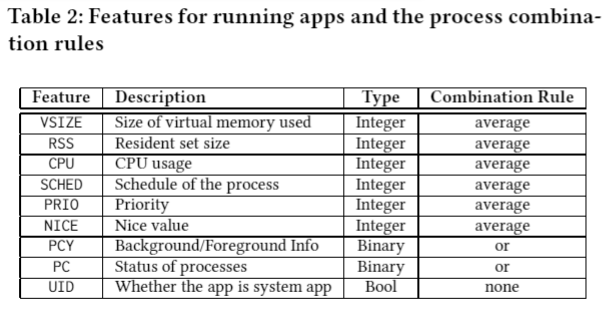 Table 2: Features for running apps and the process combina-
tion rules
Feature Description Type Combination Rule
VSIZE Size of virtual memory used Integer average
RSS Resident set size Integer average
CPU CPU usage Integer average
SCHED Schedule of the process Integer average
PRIO Priority Integer average
NICE Nice value Integer average
PCY Background/Foreground Info Binary or
PC Status of processes Binary or
UID Whether the app is system app Bool none